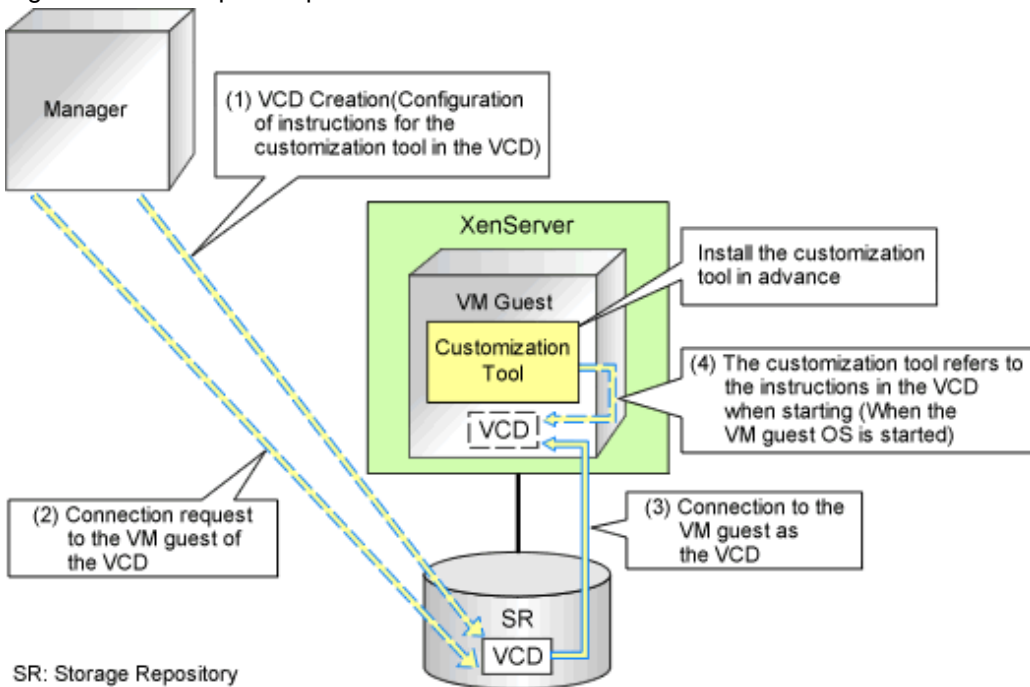 Manager
(1) VCD Creation(Configuration
of instructions for the
customization tool in the VCD)
XenServer
Install the customization
tool in advance
VM Guest
Customization
Tool
(4) The customization tool refers to
the instructions in the VCD
when starting (When the
VM guest OS is started)
VCD
(2) Connection request
to the VM guest of
the VCD
(3) Connection to the
VM guest as
the VCD
SR
VCD
SR: Storage Repository